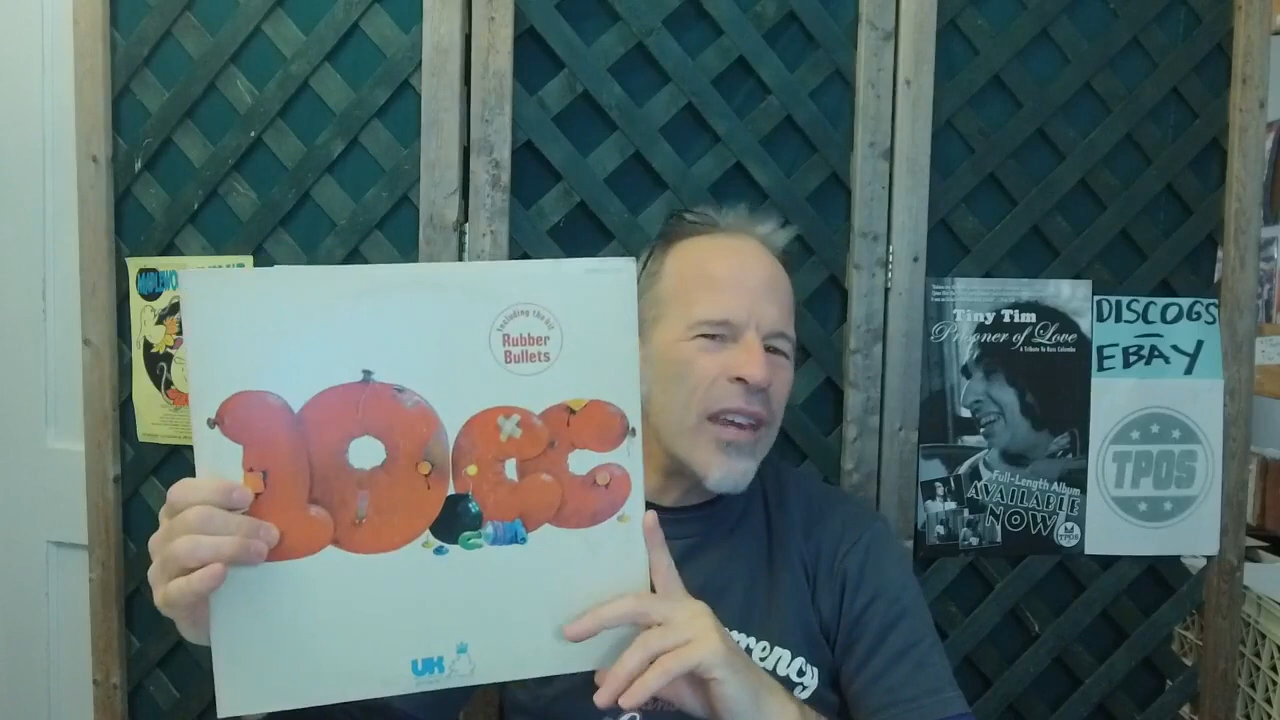 Including the hit
Rubber
Bullets
10cc
UK
Tiny Tim
Prisoner of Love
A Tribute To Russ Columbo
Full-Length Album
AVAILABLE
NOW
TPOS
DISCOGS
EBAY
TPOS